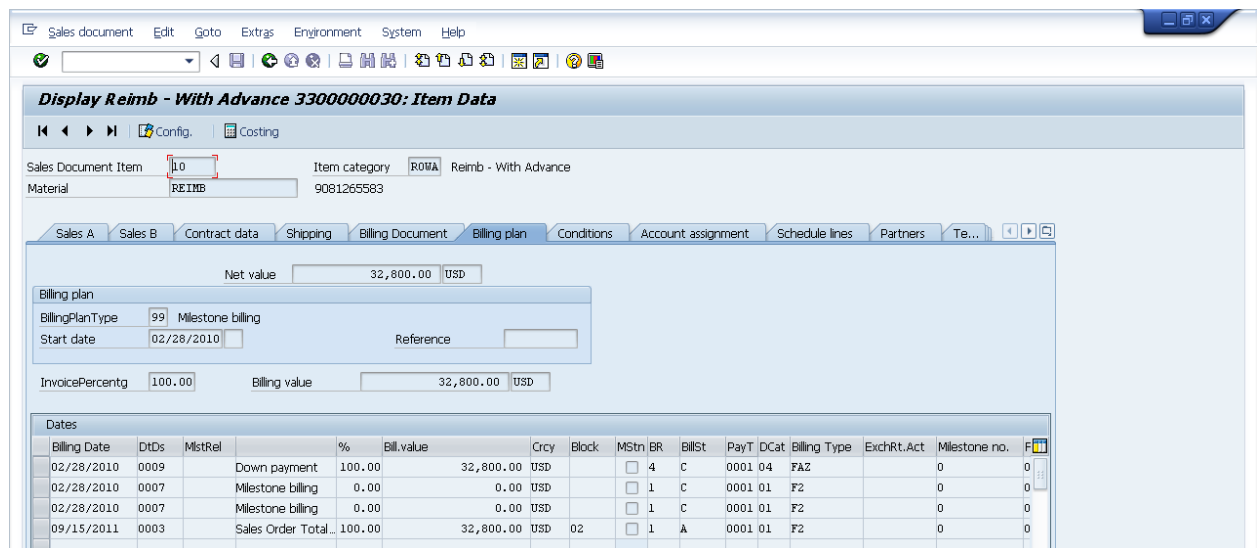 Sales document Edit Goto Extras Environment System Help
Display Reimb - With Advance 3300000030: Item Data
Config. Costing
Sales Document Item 10 Item category ROWA Reimb - With Advance
Material REIMB 9081265583
Sales A Sales B Contract data Shipping Billing Document Billing plan Conditions Account assignment Schedule lines Partners Te...
Net value 32,800.00 USD
Billing plan
BillingPlanType 99 Milestone billing
Start date 02/28/2010 Reference
InvoicePercentg 100.00 Billing value 32,800.00 USD
Dates
Billing Date DtDs MlstRel % Bill.value Crcy Block MStn BR BillSt PayT DCat Billing Type ExchRt.Act Milestone no. F
02/28/2010 0009 Down payment 100.00 32,800.00 USD 4 C 0001 04 FAZ 0 0
02/28/2010 0007 Milestone billing 0.00 0.00 USD 1 C 0001 01 F2 0 0
02/28/2010 0007 Milestone billing 0.00 0.00 USD 1 C 0001 01 F2 0 0
09/15/2011 0003 Sales Order Total... 100.00 32,800.00 USD 02 1 A 0001 01 F2 0 0